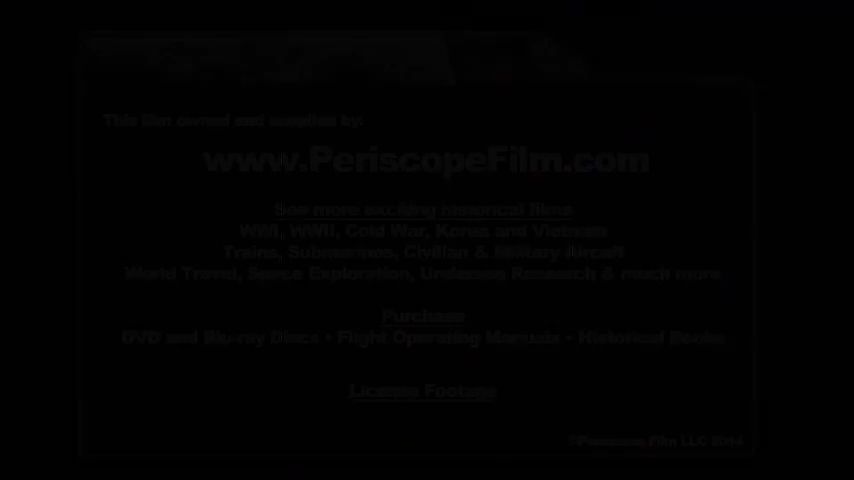 This film owned and supplied by:
www.PeriscopeFilm.com
See more exciting historical films
WWI, WWII, Cold War, Korea and Vietnam
Trains, Submarines, Civilian & Military Aircraft
World Travel, Space Exploration, Undersea Research & much more
Purchase
DVD and Blu-ray Discs • Flight Operating Manuals • Historical Books
License Footage
©Periscope Film LLC 2014